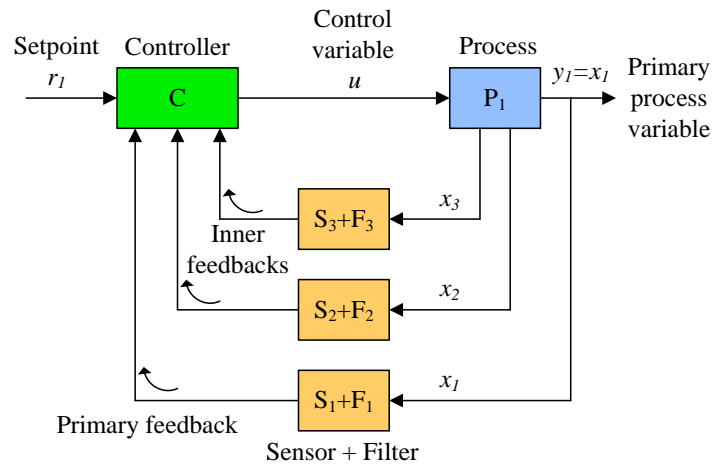 Setpoint
r1
Controller
C
Control
variable
u
Process
P1
y1=x1
Primary
process
variable
S3+F3
x3
Inner
feedbacks
S2+F2
x2
S1+F1
x1
Primary feedback
Sensor + Filter